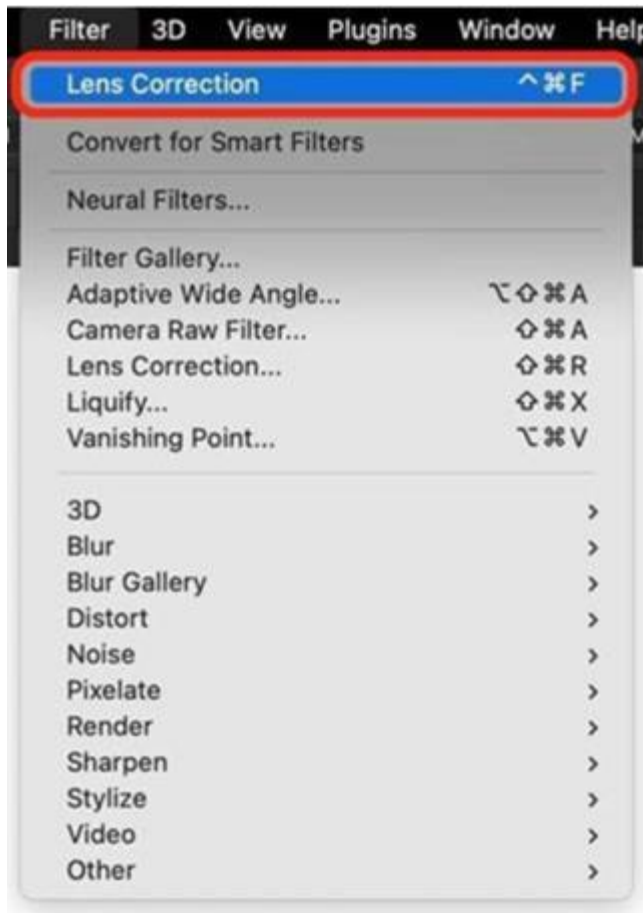 Filter 3D View Plugins Window Help
Lens Correction ^⌘F
Convert for Smart Filters
Neural Filters...
Filter Gallery...
Adaptive Wide Angle... ⌥⇧⌘A
Camera Raw Filter... ⇧⌘A
Lens Correction... ⇧⌘R
Liquify... ⇧⌘X
Vanishing Point... ⌥⌘V
3D >
Blur >
Blur Gallery >
Distort >
Noise >
Pixelate >
Render >
Sharpen >
Stylize >
Video >
Other >